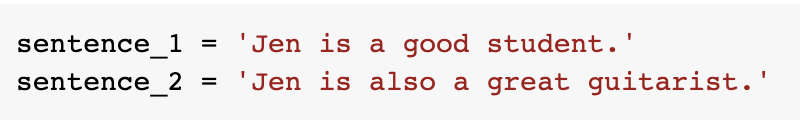 sentence_1 = 'Jen is a good student.'
sentence_2 = 'Jen is also a great guitarist.'